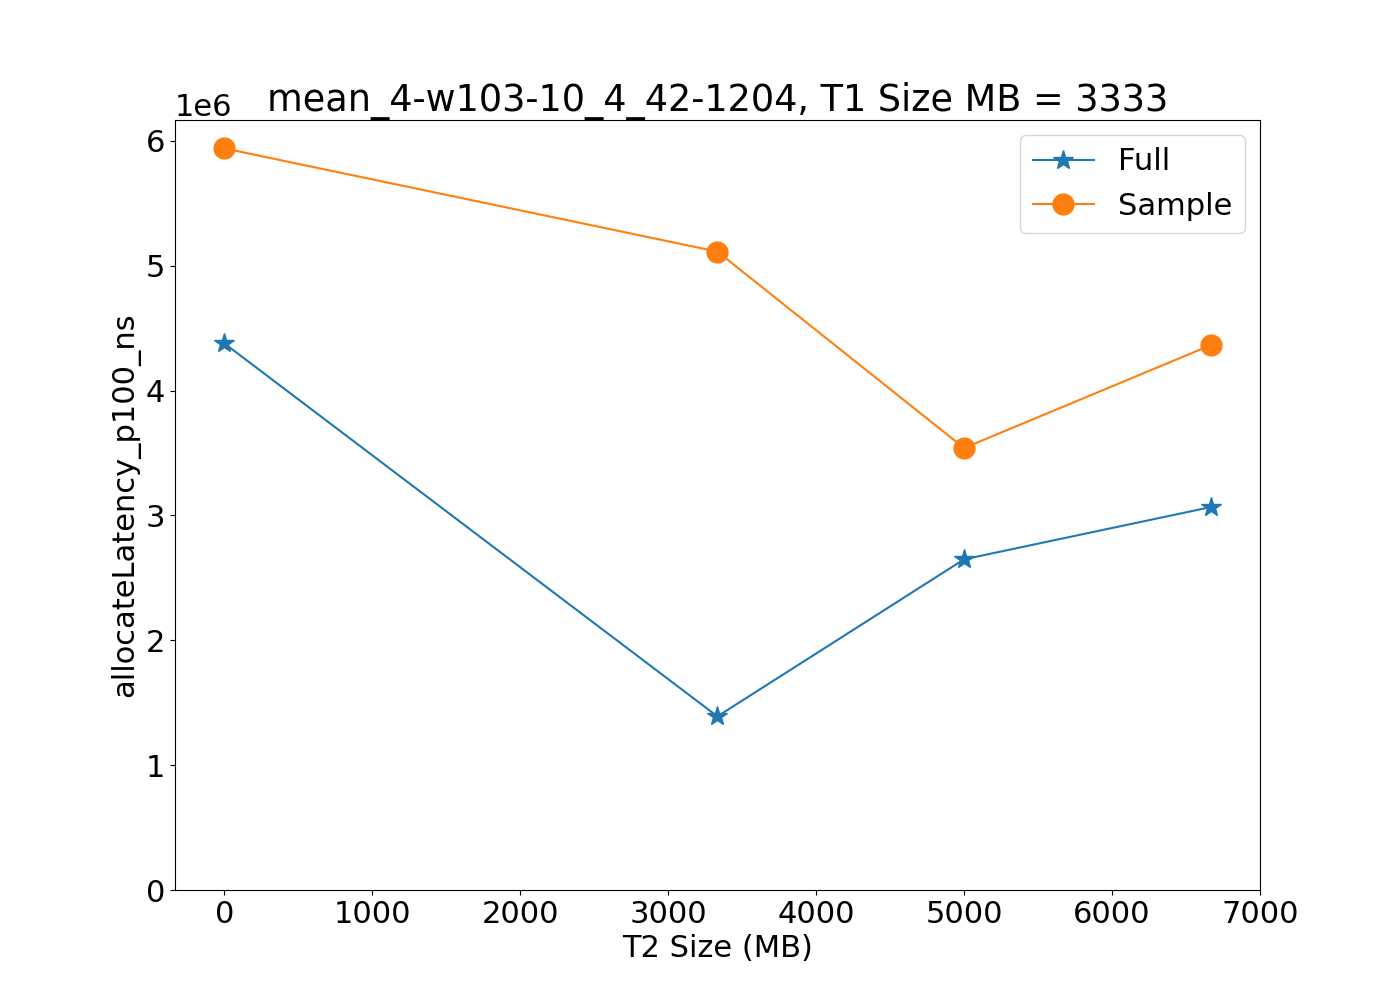 mean_4-w103-10_4_42-1204, T1 Size MB = 3333
1e6
Full
Sample
6
5
4
3
2
1
0
allocateLatency_p100_ns
0 1000 2000 3000 4000 5000 6000 7000
T2 Size (MB)